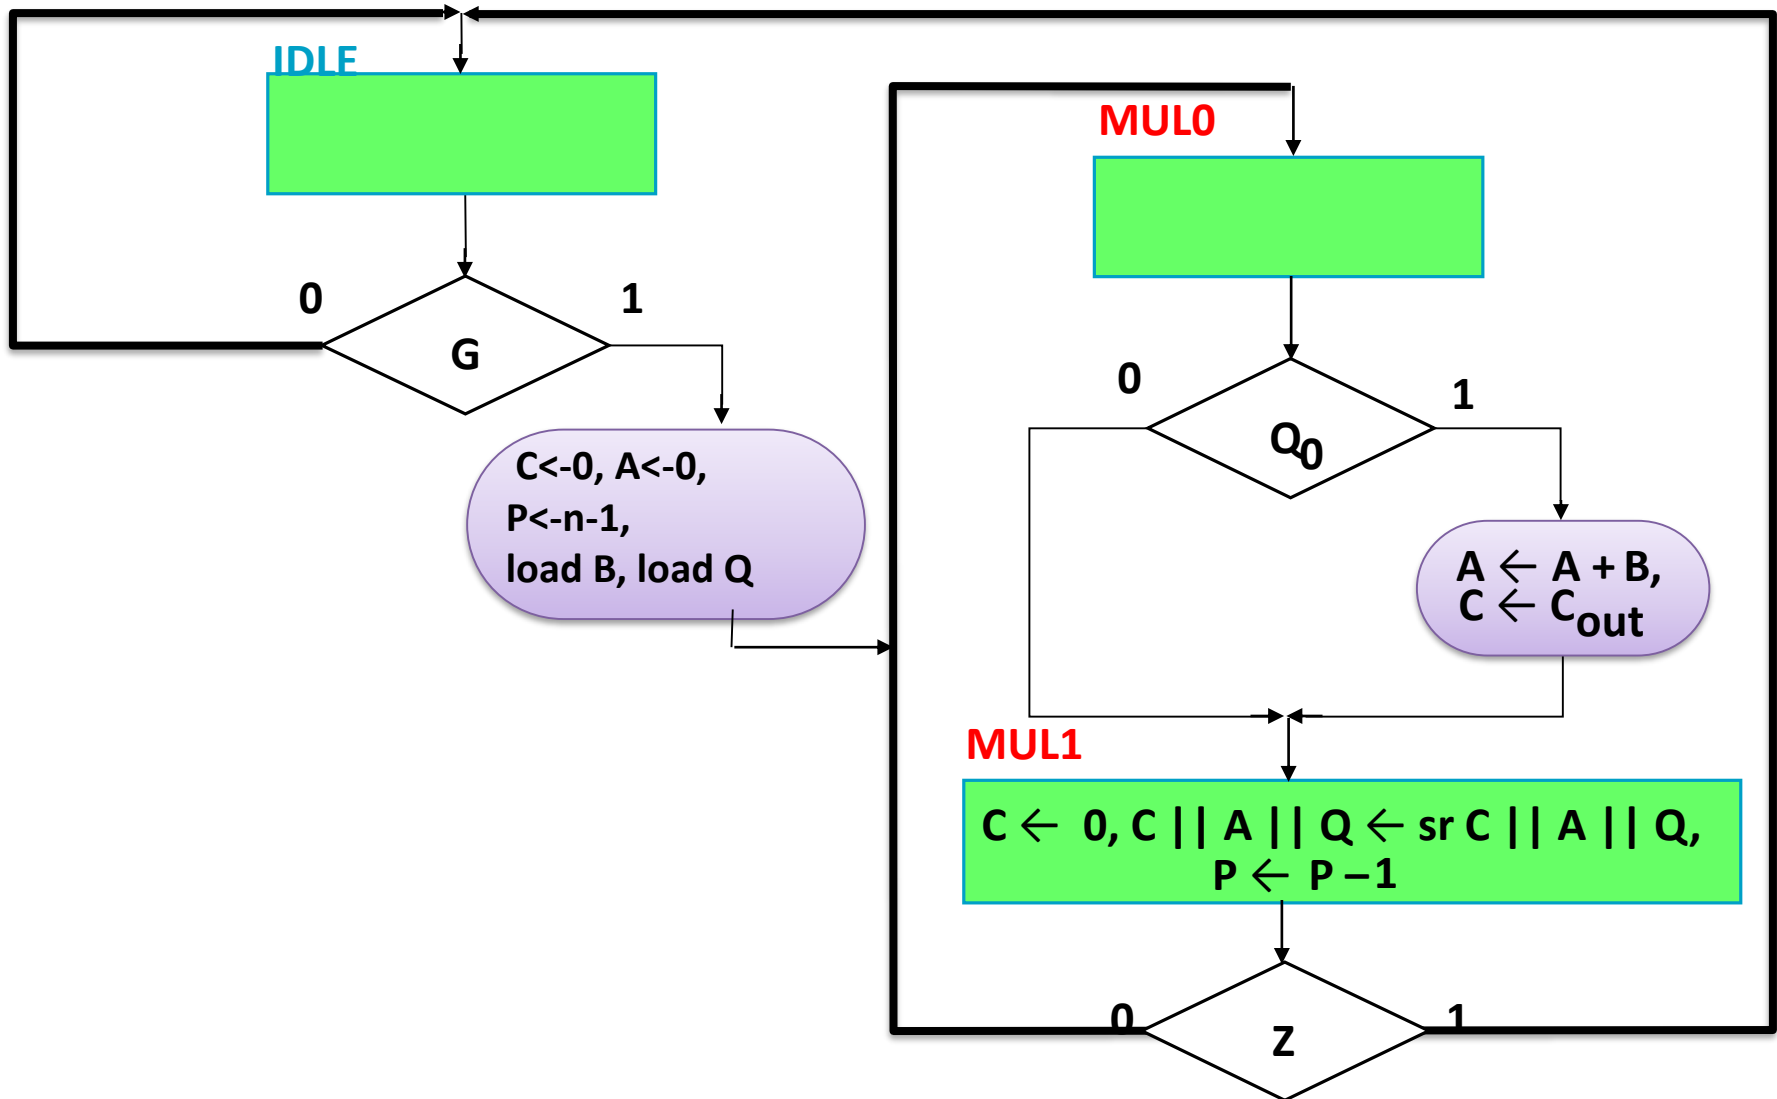 IDLE
0
1
G
C<-0, A<-0,
P<-n-1,
load B, load Q
MUL0
0
1
Q0
A ← A + B,
C ← Cout
MUL1
C ← 0, C || A || Q ← sr C || A || Q,
P ← P – 1
0
1
Z